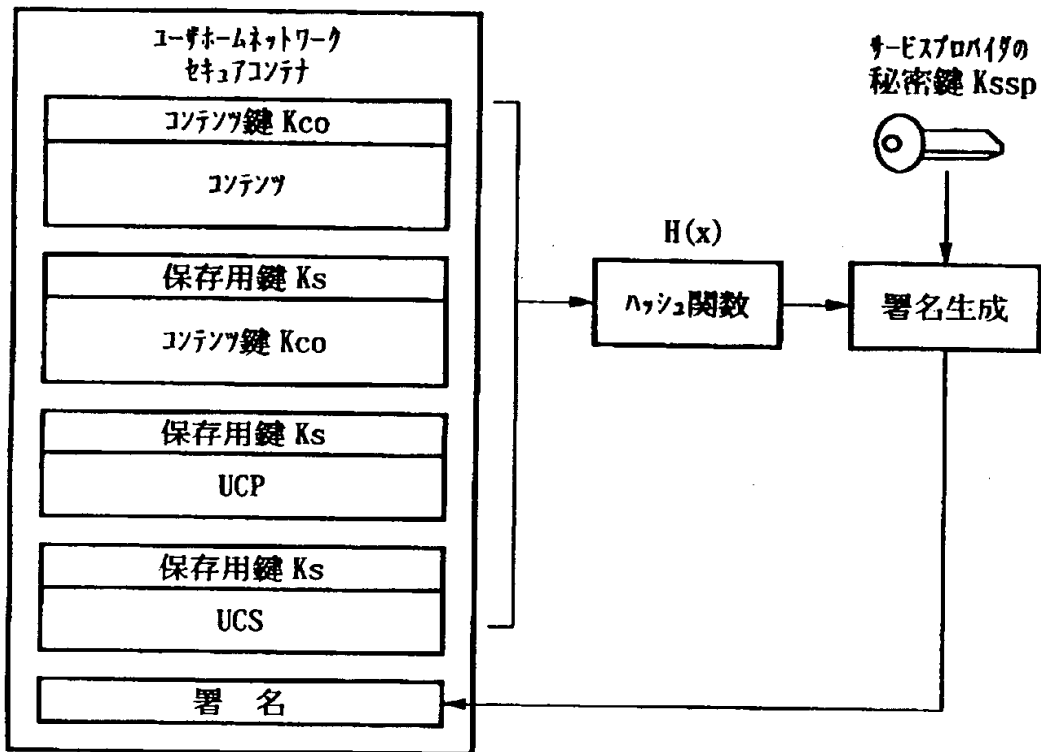 ユーザホームネットワーク
セキュアコンテナ
コンテンツ鍵 Kco
コンテンツ
保存用鍵 Ks
コンテンツ鍵 Kco
保存用鍵 Ks
UCP
保存用鍵 Ks
UCS
署 名
H(x)
ハッシュ関数
サービスプロバイダの
秘密鍵 Kssp
署名生成